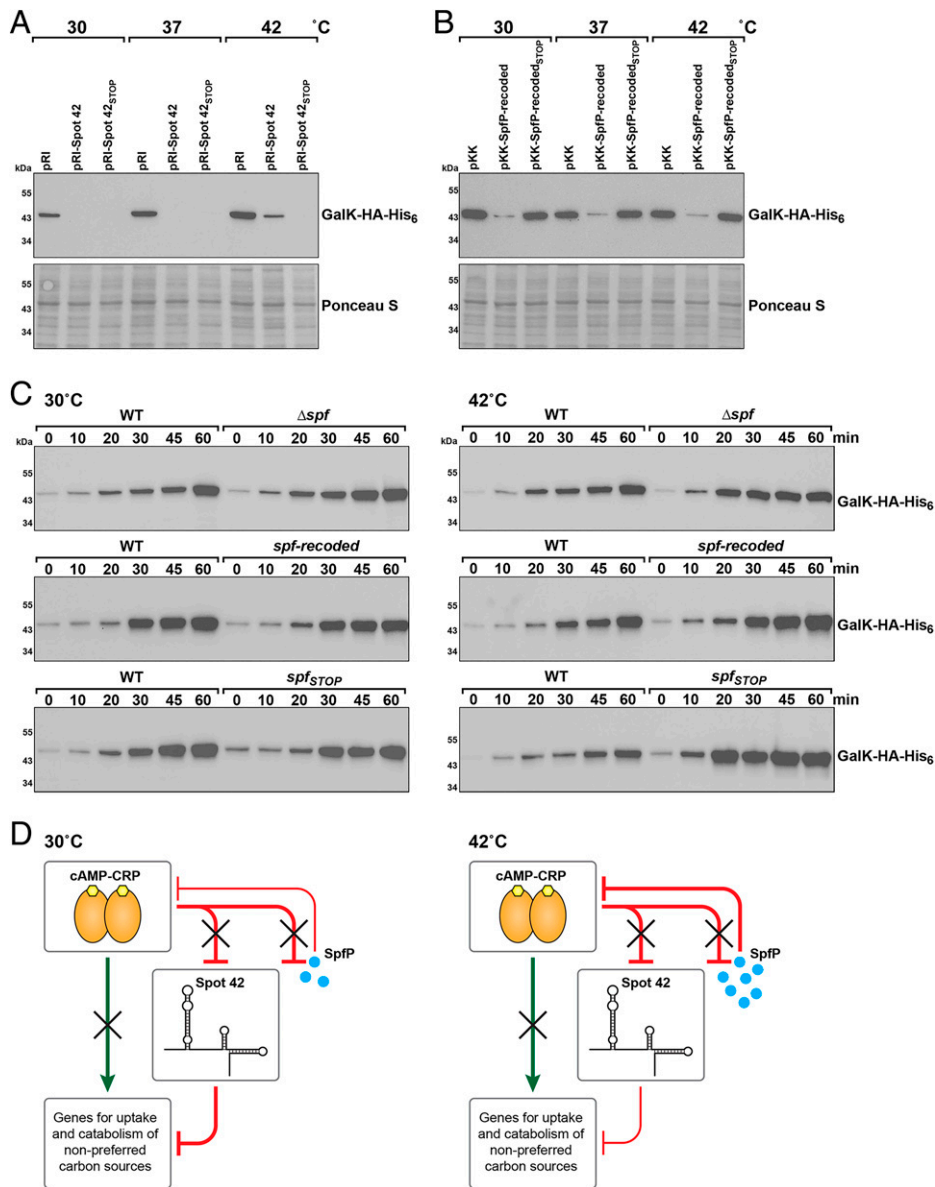 A
30 37 42 °C
pRI pRI-Spot 42 pRI-Spot 42STOP pRI pRI-Spot 42 pRI-Spot 42STOP pRI pRI-Spot 42 pRI-Spot 42STOP
kDa
55
43 GalK-HA-His6
34
55
43 Ponceau S
34
B
30 37 42 °C
pKK pKK-SpfP-recoded pKK-SpfP-recodedSTOP pKK pKK-SpfP-recoded pKK-SpfP-recodedSTOP pKK pKK-SpfP-recoded pKK-SpfP-recodedSTOP
kDa
55
43 GalK-HA-His6
34
55
43 Ponceau S
34
C
30˚C
WT Δspf
kDa 0 10 20 30 45 60 0 10 20 30 45 60
55
43
34
WT spf-recoded
0 10 20 30 45 60 0 10 20 30 45 60
55
43
34
WT spfSTOP
0 10 20 30 45 60 0 10 20 30 45 60
55
43
34
42˚C
WT Δspf
kDa 0 10 20 30 45 60 0 10 20 30 45 60 min
55
43 GalK-HA-His6
34
WT spf-recoded
0 10 20 30 45 60 0 10 20 30 45 60 min
55
43 GalK-HA-His6
34
WT spfSTOP
0 10 20 30 45 60 0 10 20 30 45 60 min
55
43 GalK-HA-His6
34
D
30˚C
cAMP-CRP
SpfP
Spot 42
Genes for uptake
and catabolism of
non-preferred
carbon sources
42˚C
cAMP-CRP
SpfP
Spot 42
Genes for uptake
and catabolism of
non-preferred
carbon sources